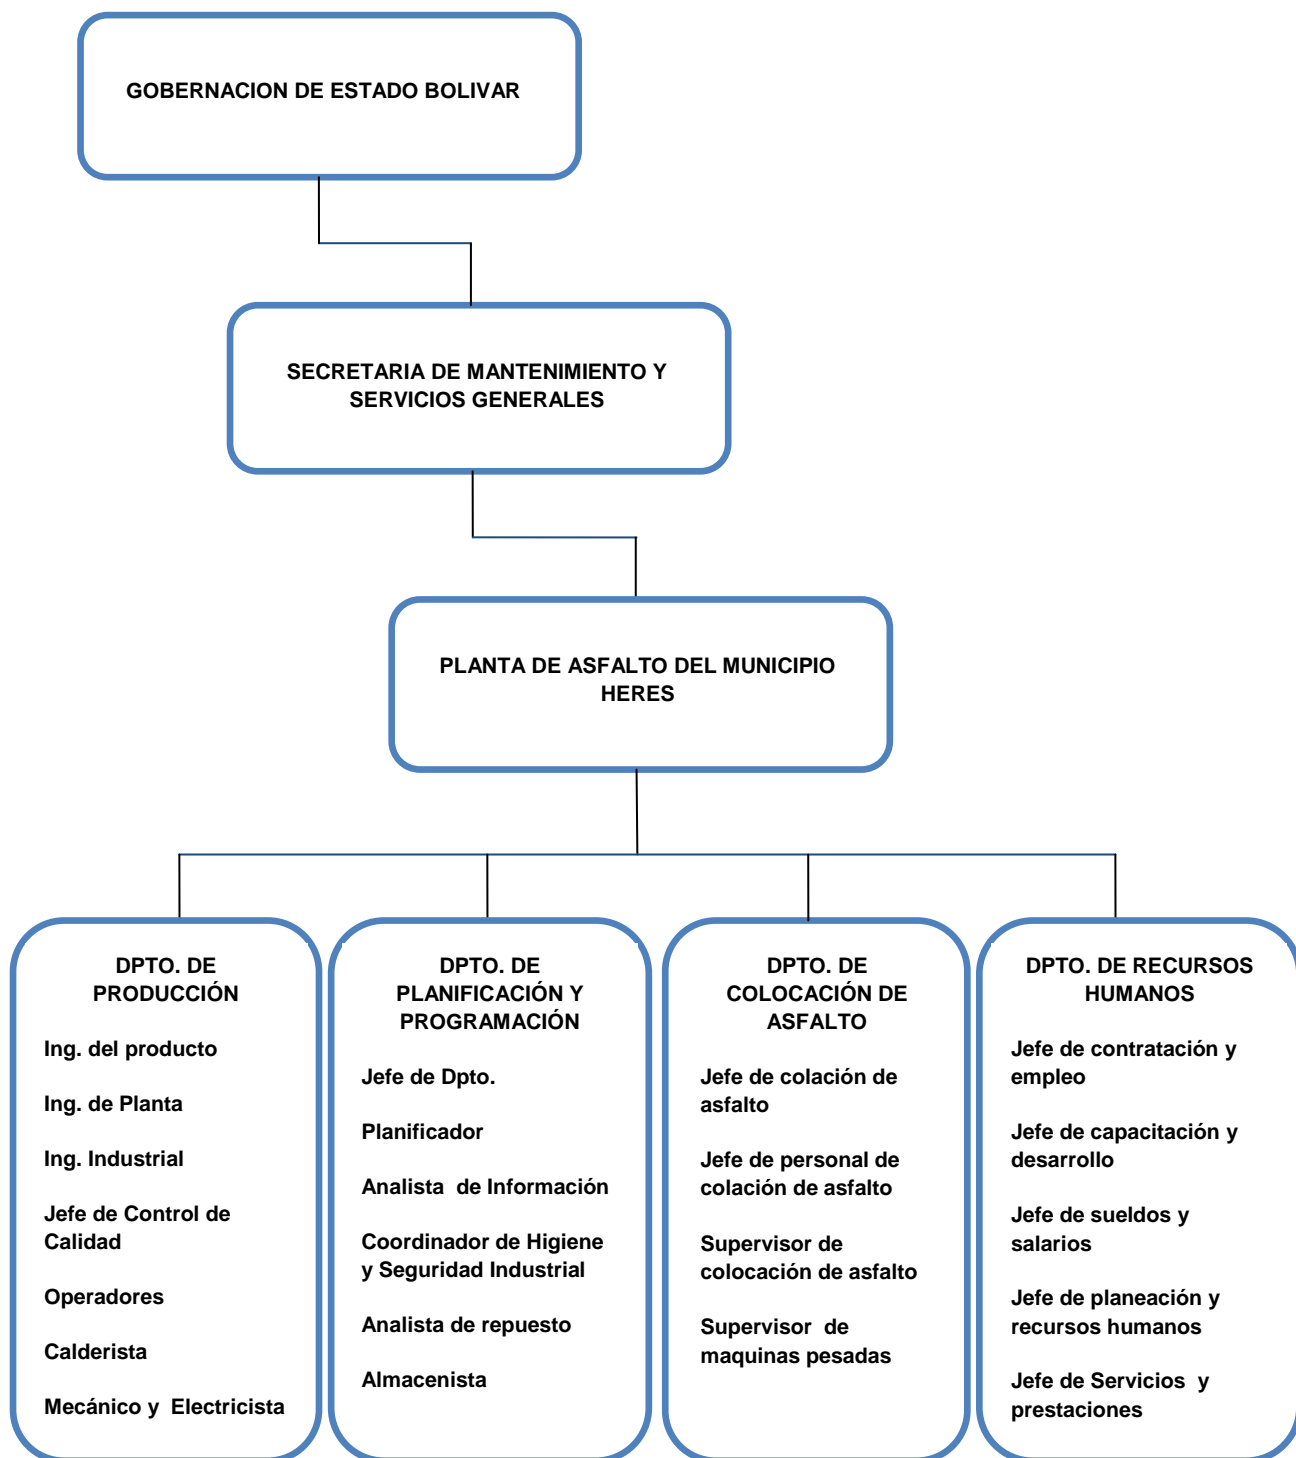 GOBERNACION DE ESTADO BOLIVAR
SECRETARIA DE MANTENIMIENTO Y
SERVICIOS GENERALES
PLANTA DE ASFALTO DEL MUNICIPIO
HERES
DPTO. DE
PRODUCCIÓN
Ing. del producto
Ing. de Planta
Ing. Industrial
Jefe de Control de
Calidad
Operadores
Calderista
Mecánico y Electricista
DPTO. DE
PLANIFICACIÓN Y
PROGRAMACIÓN
Jefe de Dpto.
Planificador
Analista de Información
Coordinador de Higiene
y Seguridad Industrial
Analista de repuesto
Almacenista
DPTO. DE
COLOCACIÓN DE
ASFALTO
Jefe de colación de
asfalto
Jefe de personal de
colación de asfalto
Supervisor de
colocación de asfalto
Supervisor de
maquinas pesadas
DPTO. DE RECURSOS
HUMANOS
Jefe de contratación y
empleo
Jefe de capacitación y
desarrollo
Jefe de sueldos y
salarios
Jefe de planeación y
recursos humanos
Jefe de Servicios y
prestaciones